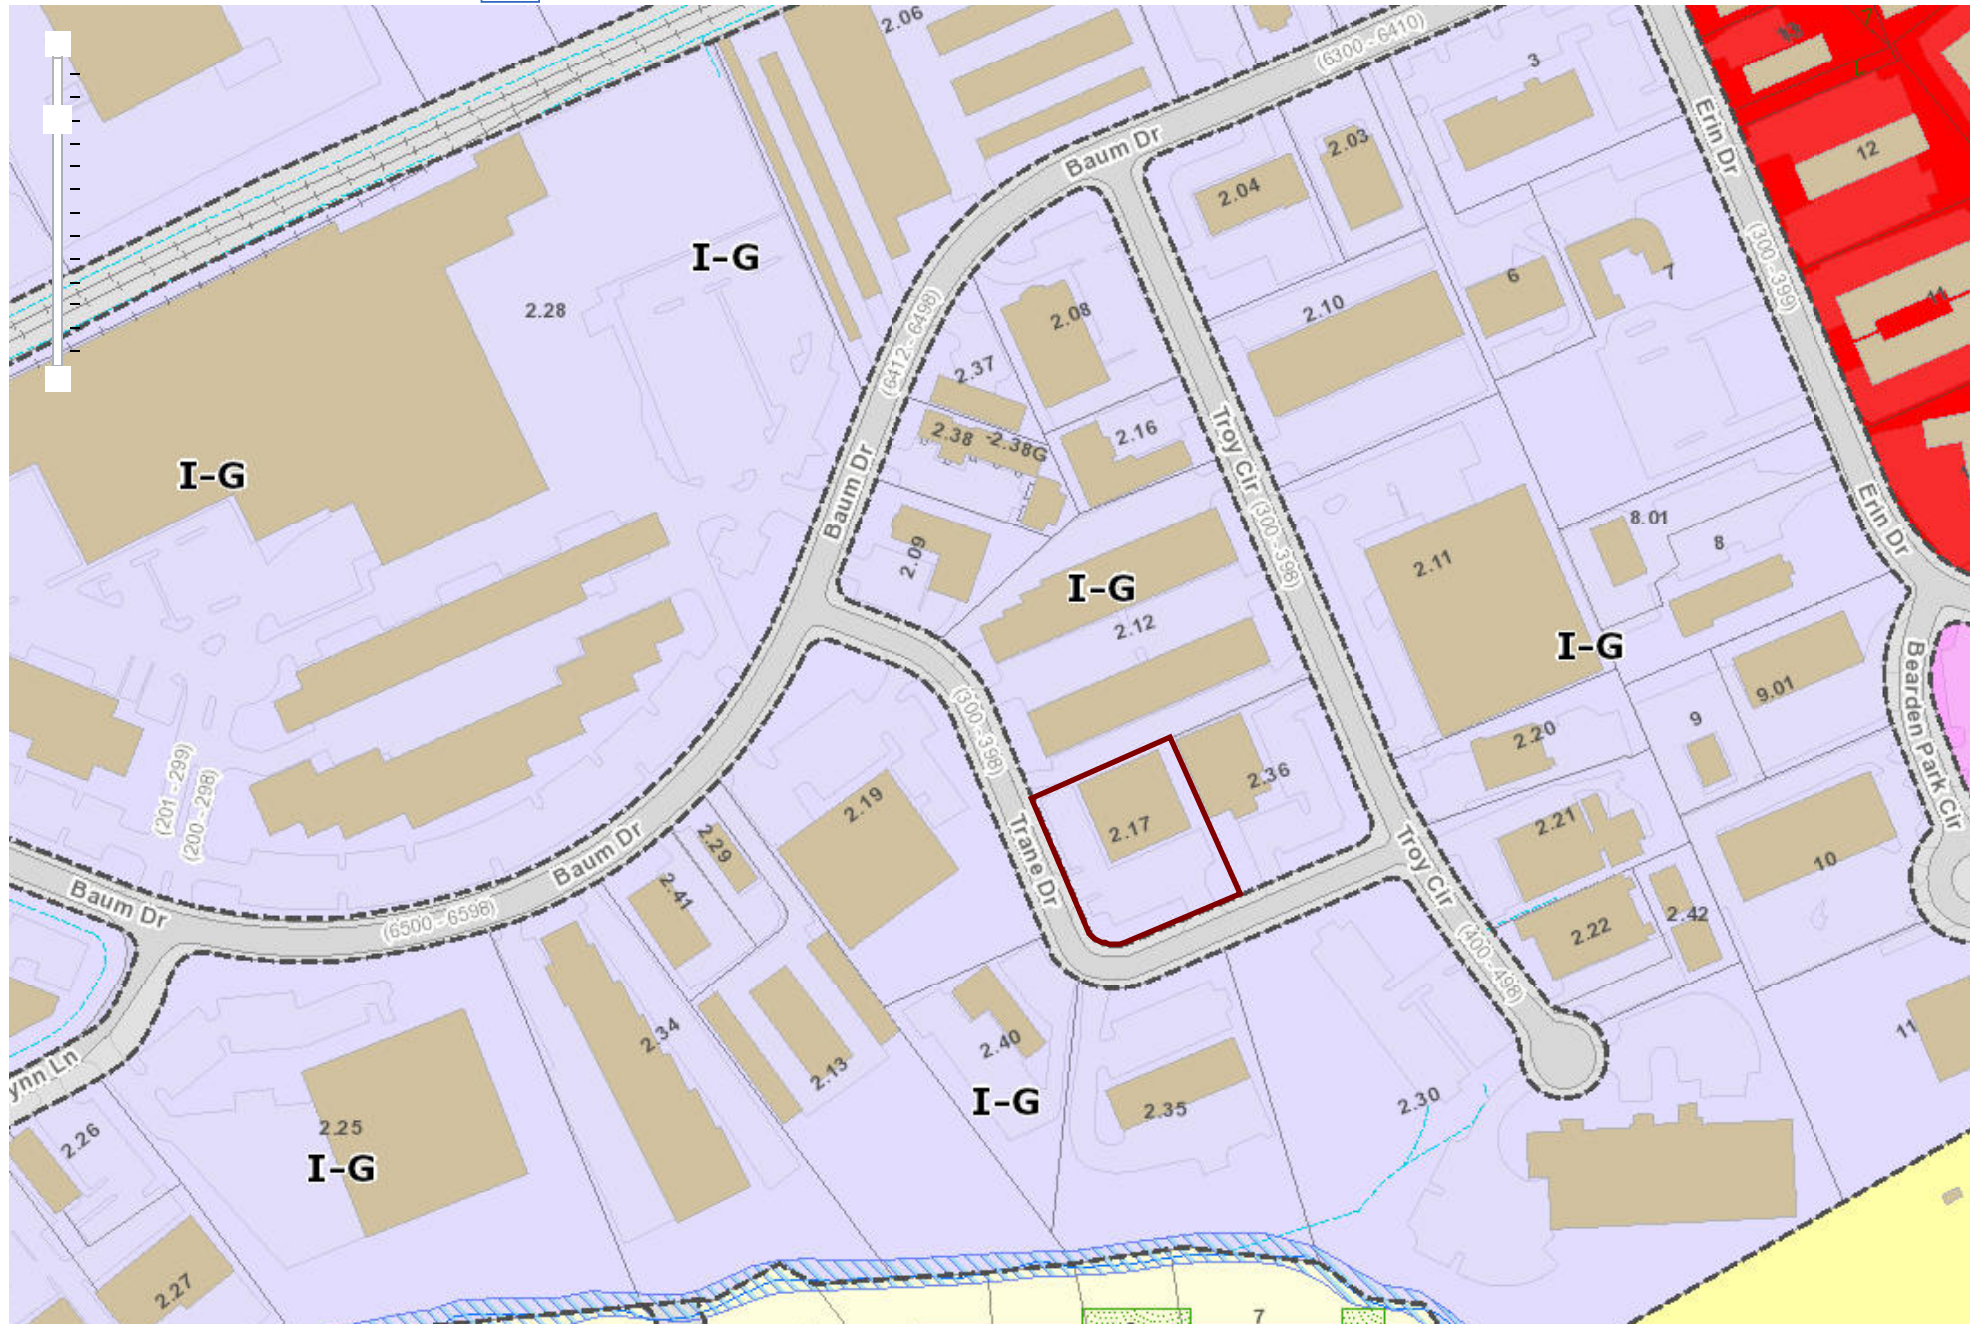 2.06
(6300 - 6410)
3
13
Erin Dr
12
Baum Dr
2.03
2.04
I-G
2.28
(300 - 399)
6
7
11
2.10
2.08
(6412 - 6498)
2.37
2.38
2.38G
2.16
Troy Cir
I-G
Baum Dr
(300 - 398)
2.09
2.11
8.01
8
Erin Dr
I-G
2.12
I-G
Bearden Park Cir
9.01
9
2.20
(300 - 398)
2.36
2.17
2.19
(201 - 299)
(200 - 298)
2.29
Trane Dr
Troy Cir
2.21
10
Baum Dr
Baum Dr
2.41
(6500 - 6598)
2.22
2.42
(400 - 498)
2.34
2.40
2.13
11
ynn Ln
I-G
2.35
2.30
2.26
2.25
I-G
2.27
7